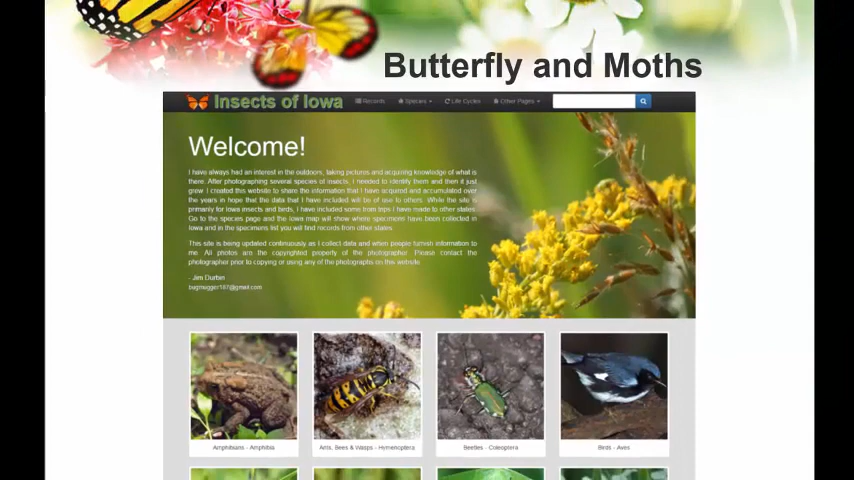 Butterfly and Moths
Insects of Iowa
Records
Species
Life Cycles
Other Pages
Welcome!
I have always had an interest in the outdoors, taking pictures and acquiring knowledge of what is
there. After photographing several species of insects, I needed to identify them and then it just
grew. I created this website to share the information that I have acquired and accumulated over
the years in hope that the data that I have included will be of use to others. While the site is
primarily for Iowa insects and birds, I have included some from trips I have made to other states.
Go to the species page and the Iowa map will show where specimens have been collected in
Iowa and in the specimens list you will find records from other states.
This site is being updated continuously as I collect data and when people furnish information to
me. All photos are the copyrighted property of the photographer. Please contact the
photographer prior to copying or using any of the photographs on this website.
- Jim Durbin
Amphibians - Amphibia
Ants, Bees & Wasps - Hymenoptera
Beetles - Coleoptera
Birds - Aves